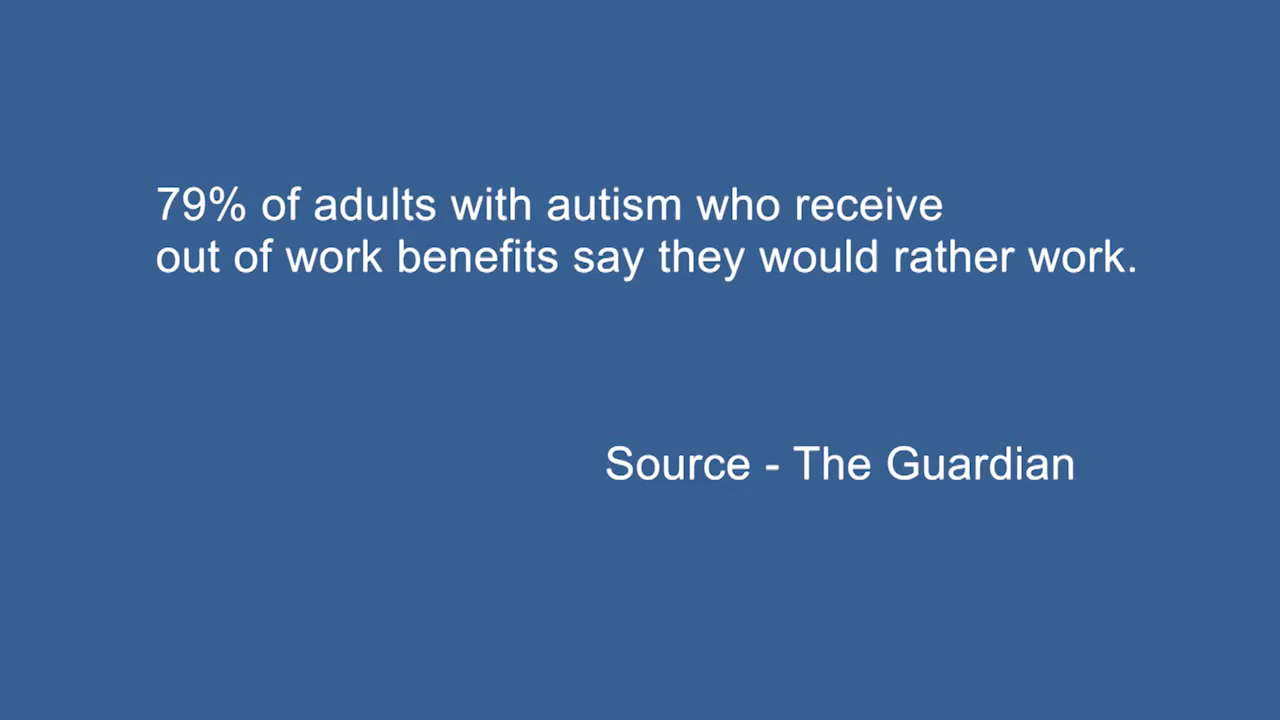 79% of adults with autism who receive
out of work benefits say they would rather work.
Source - The Guardian